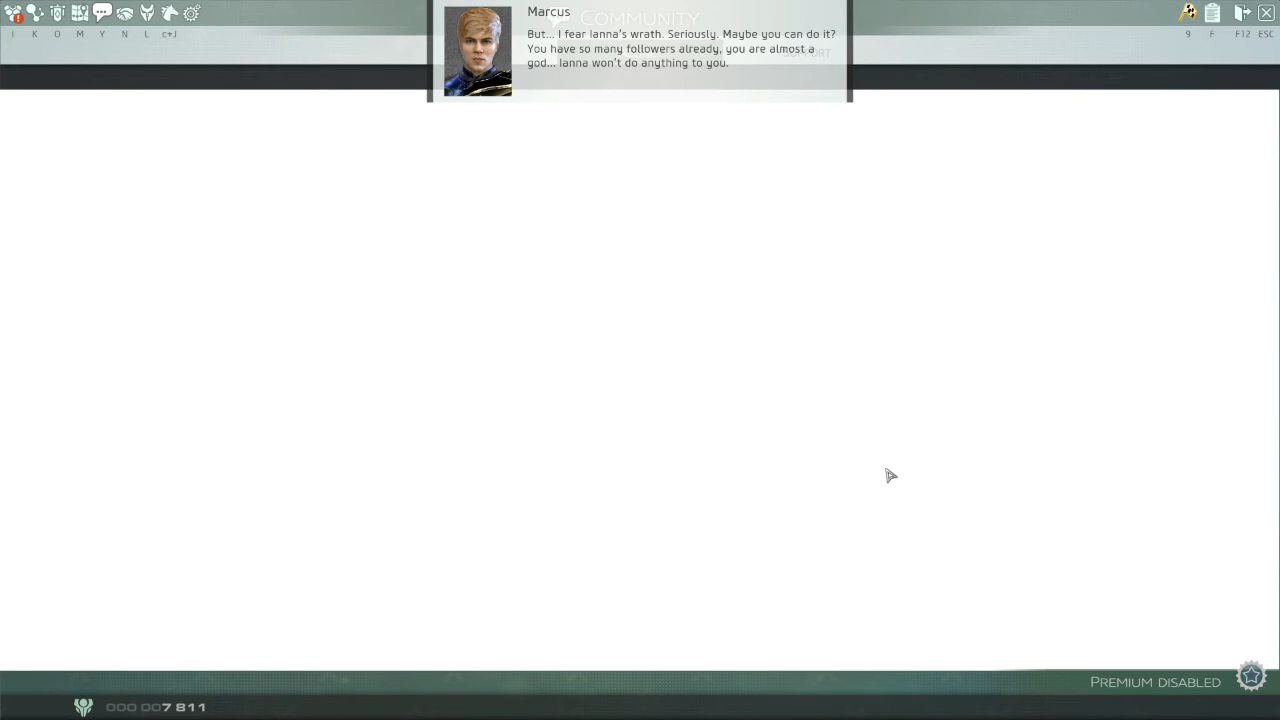 Marcus
COMMUNITY
But... I fear Ianna's wrath. Seriously. Maybe you can do it?
You have so many followers already, you are almost a
god... Ianna won't do anything to you.
I K O M Y N L c+J
9 F F12 ESC
PREMIUM DISABLED
000 007 811